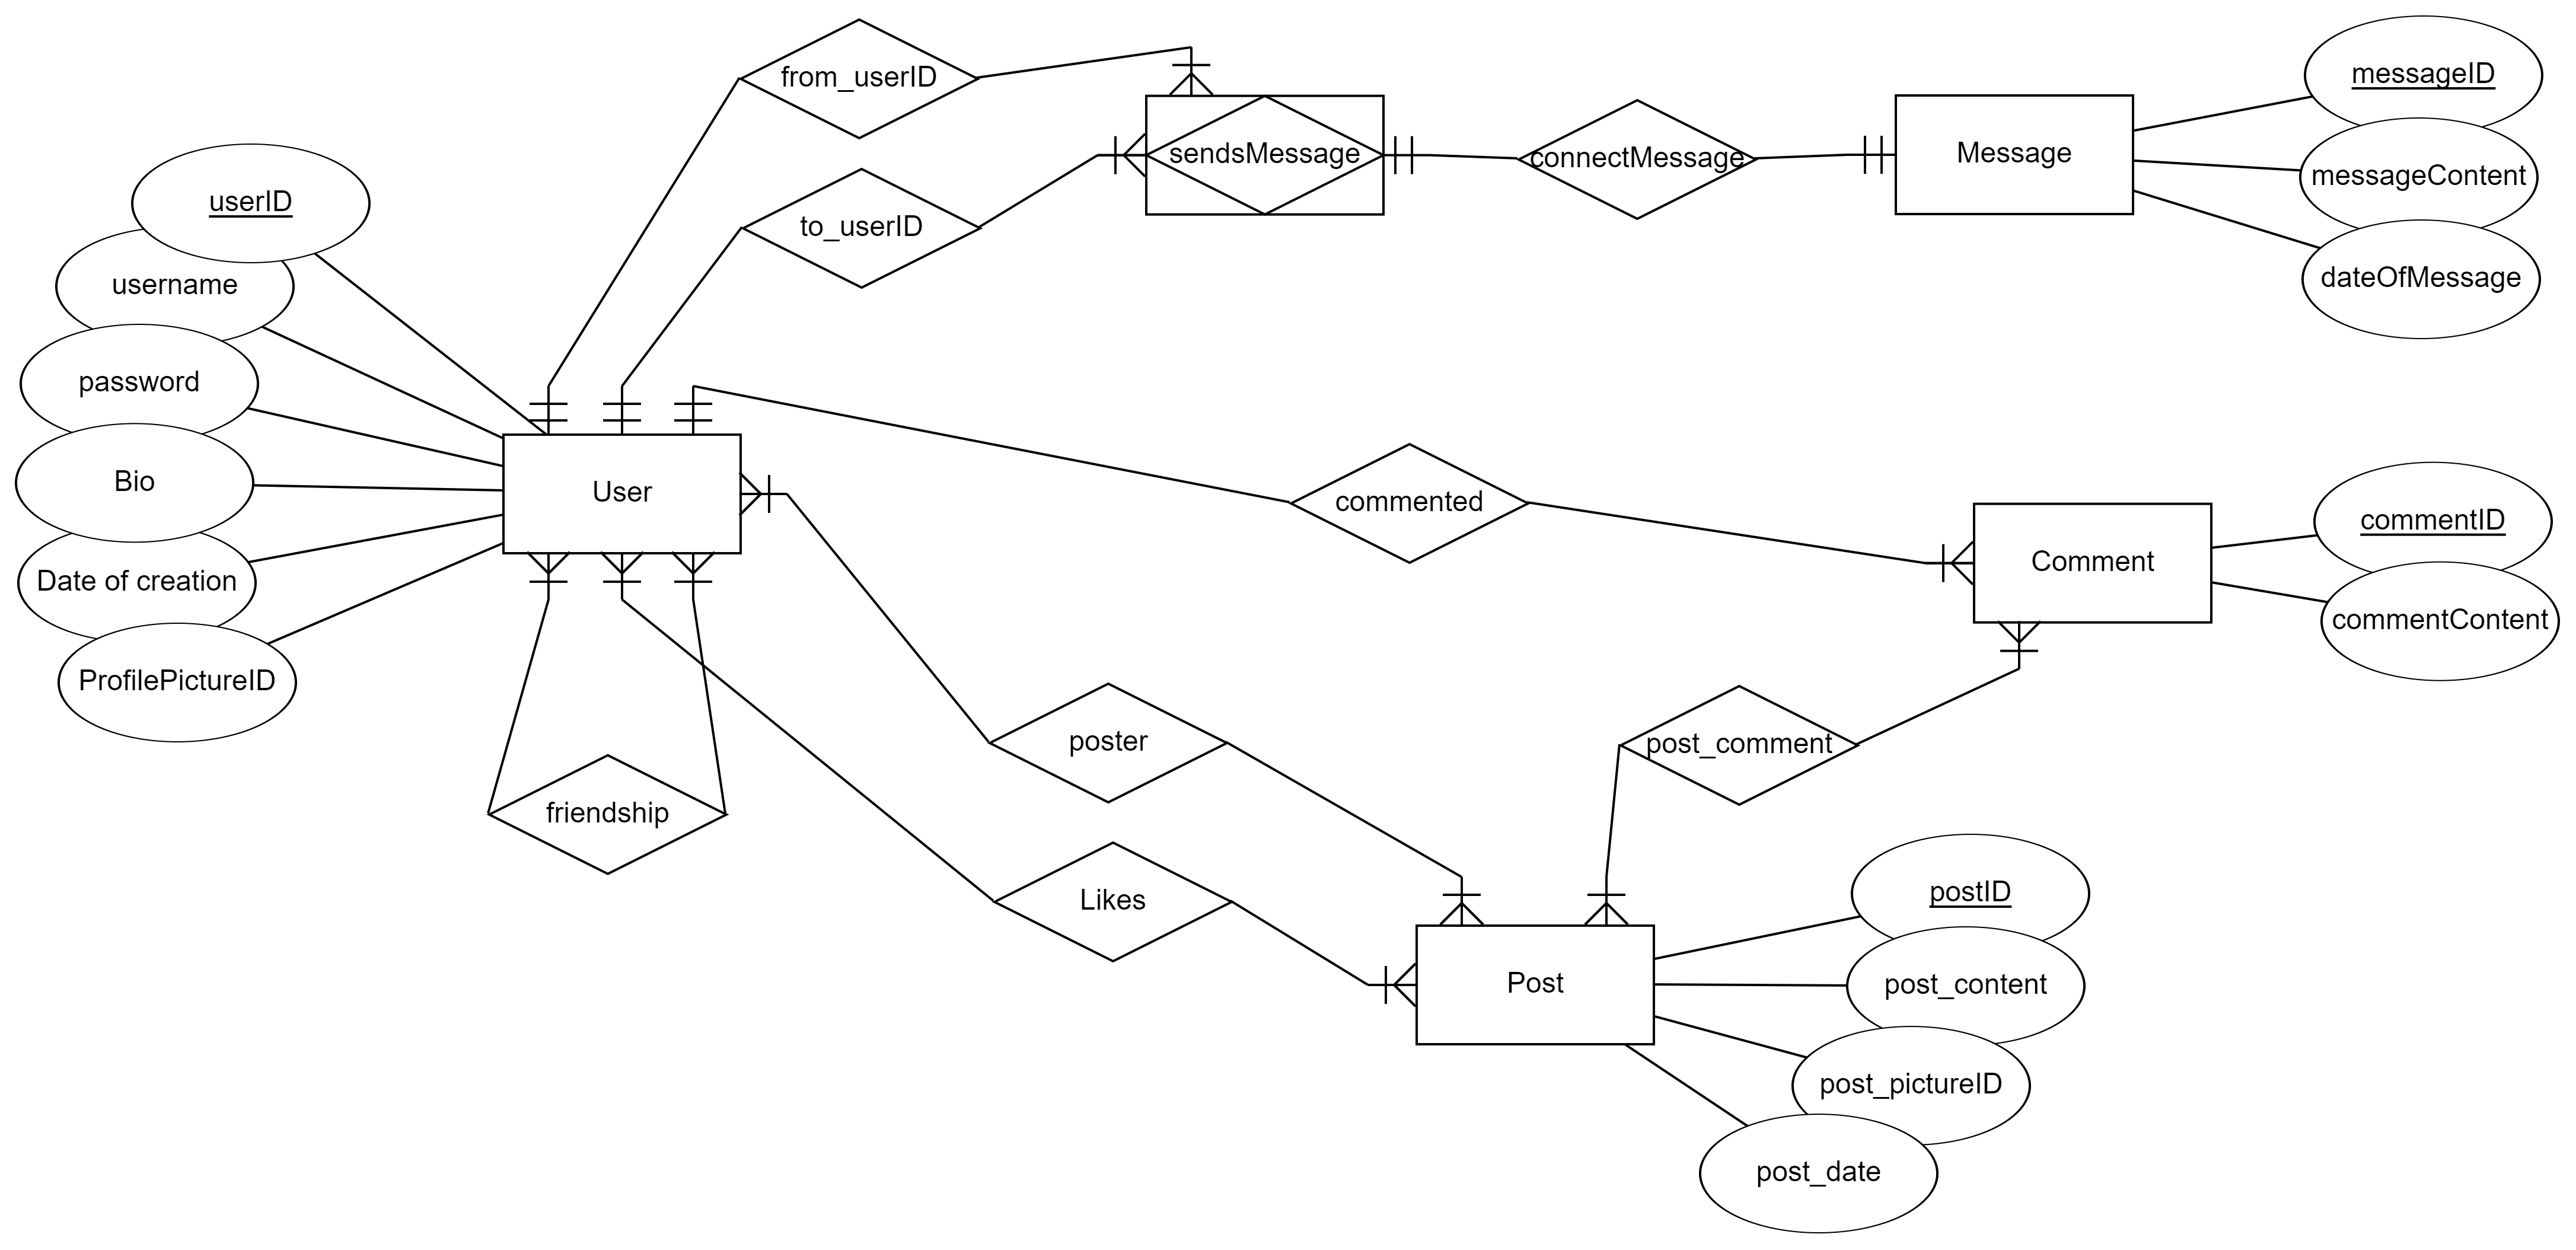 from_userID
sendsMessage
connectMessage
Message
messageID
messageContent
dateOfMessage
to_userID
userID
username
password
Bio
Date of creation
ProfilePictureID
User
commented
Comment
commentID
commentContent
poster
post_comment
friendship
Likes
Post
postID
post_content
post_pictureID
post_date